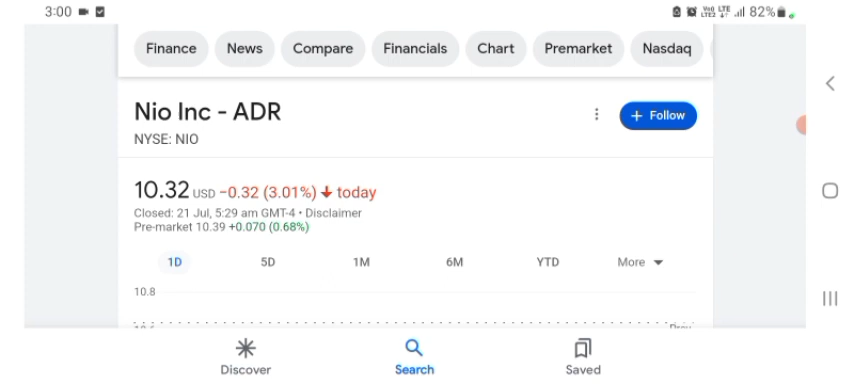 3:00 82%
Finance News Compare Financials Chart Premarket Nasdaq
Nio Inc - ADR
+ Follow
NYSE: NIO
10.32 USD -0.32 (3.01%) ↓ today
Closed: 21 Jul, 5:29 am GMT-4 • Disclaimer
Pre-market 10.39 +0.070 (0.68%)
1D 5D 1M 6M YTD More
10.8
Discover Search Saved